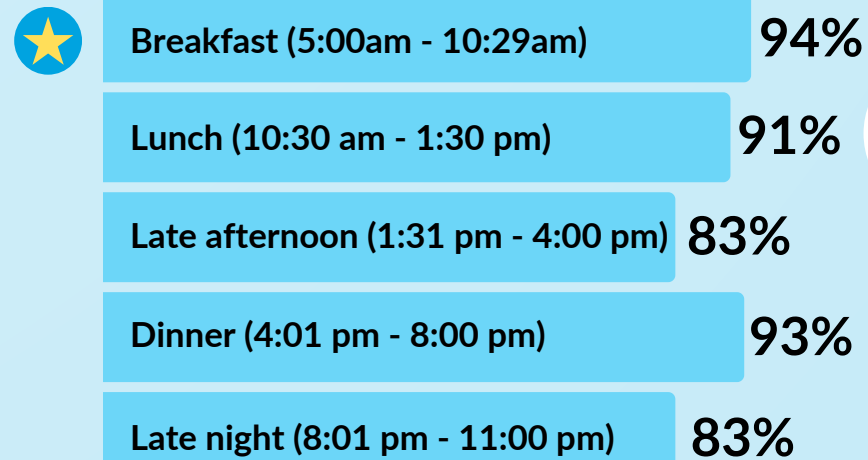 Breakfast (5:00am - 10:29am) 94%
Lunch (10:30 am - 1:30 pm) 91%
Late afternoon (1:31 pm - 4:00 pm) 83%
Dinner (4:01 pm - 8:00 pm) 93%
Late night (8:01 pm - 11:00 pm) 83%